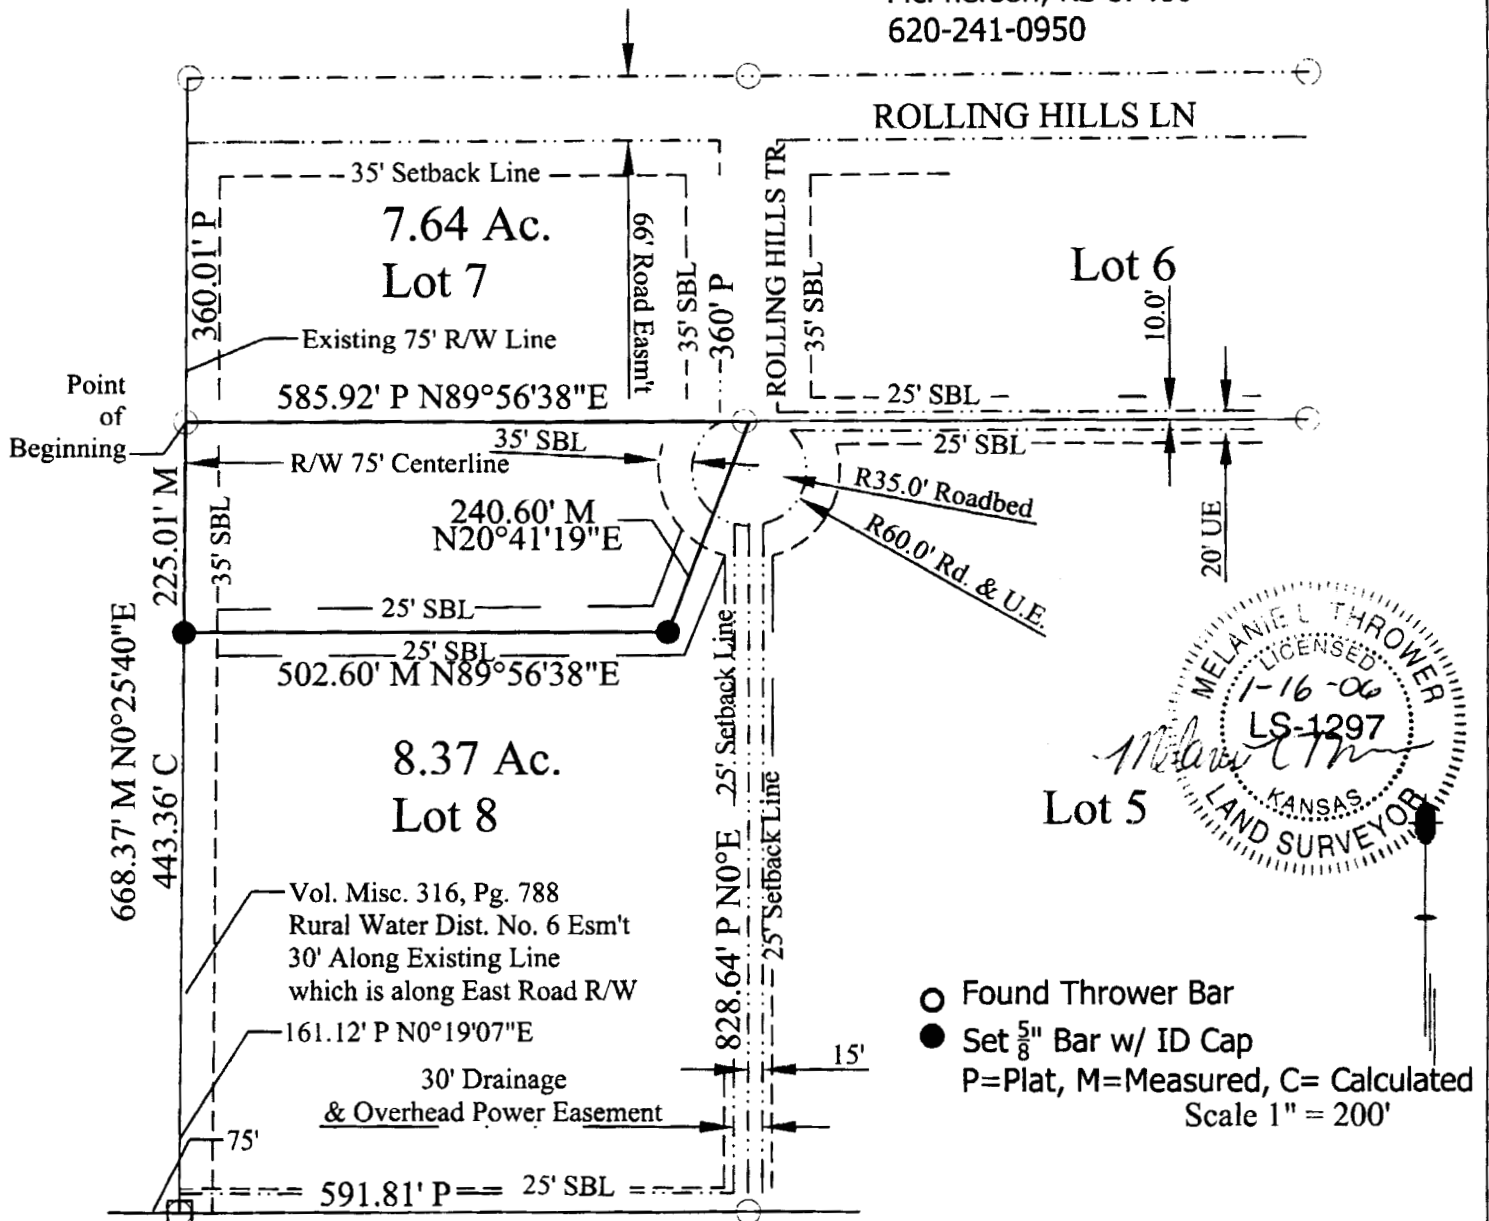 620-241-0950
ROLLING HILLS LN
35' Setback Line
7.64 Ac.
Lot 7
360.01' P
66' Road Easm't
35' SBL
360' P
ROLLING HILLS TR
35' SBL
Lot 6
10.0'
Existing 75' R/W Line
Point
of
Beginning
585.92' P N89°56'38"E
25' SBL
25' SBL
35' SBL
R/W 75' Centerline
R35.0' Roadbed
R60.0' Rd. & U.E.
20' UE
225.01' M
35' SBL
240.60' M
N20°41'19"E
25' SBL
25' SBL
502.60' M N89°56'38"E
668.37' M N0°25'40"E
443.36' C
8.37 Ac.
Lot 8
25' Setback Line
25' Setback Line
828.64' P N0°E
MELANIE L THROWER
LICENSED
1-16-06
LS-1297
KANSAS
LAND SURVEYOR
Lot 5
Vol. Misc. 316, Pg. 788
Rural Water Dist. No. 6 Esm't
30' Along Existing Line
which is along East Road R/W
161.12' P N0°19'07"E
30' Drainage
& Overhead Power Easement
15'
75'
591.81' P
25' SBL
Found Thrower Bar
Set 5/8" Bar w/ ID Cap
P=Plat, M=Measured, C= Calculated
Scale 1" = 200'